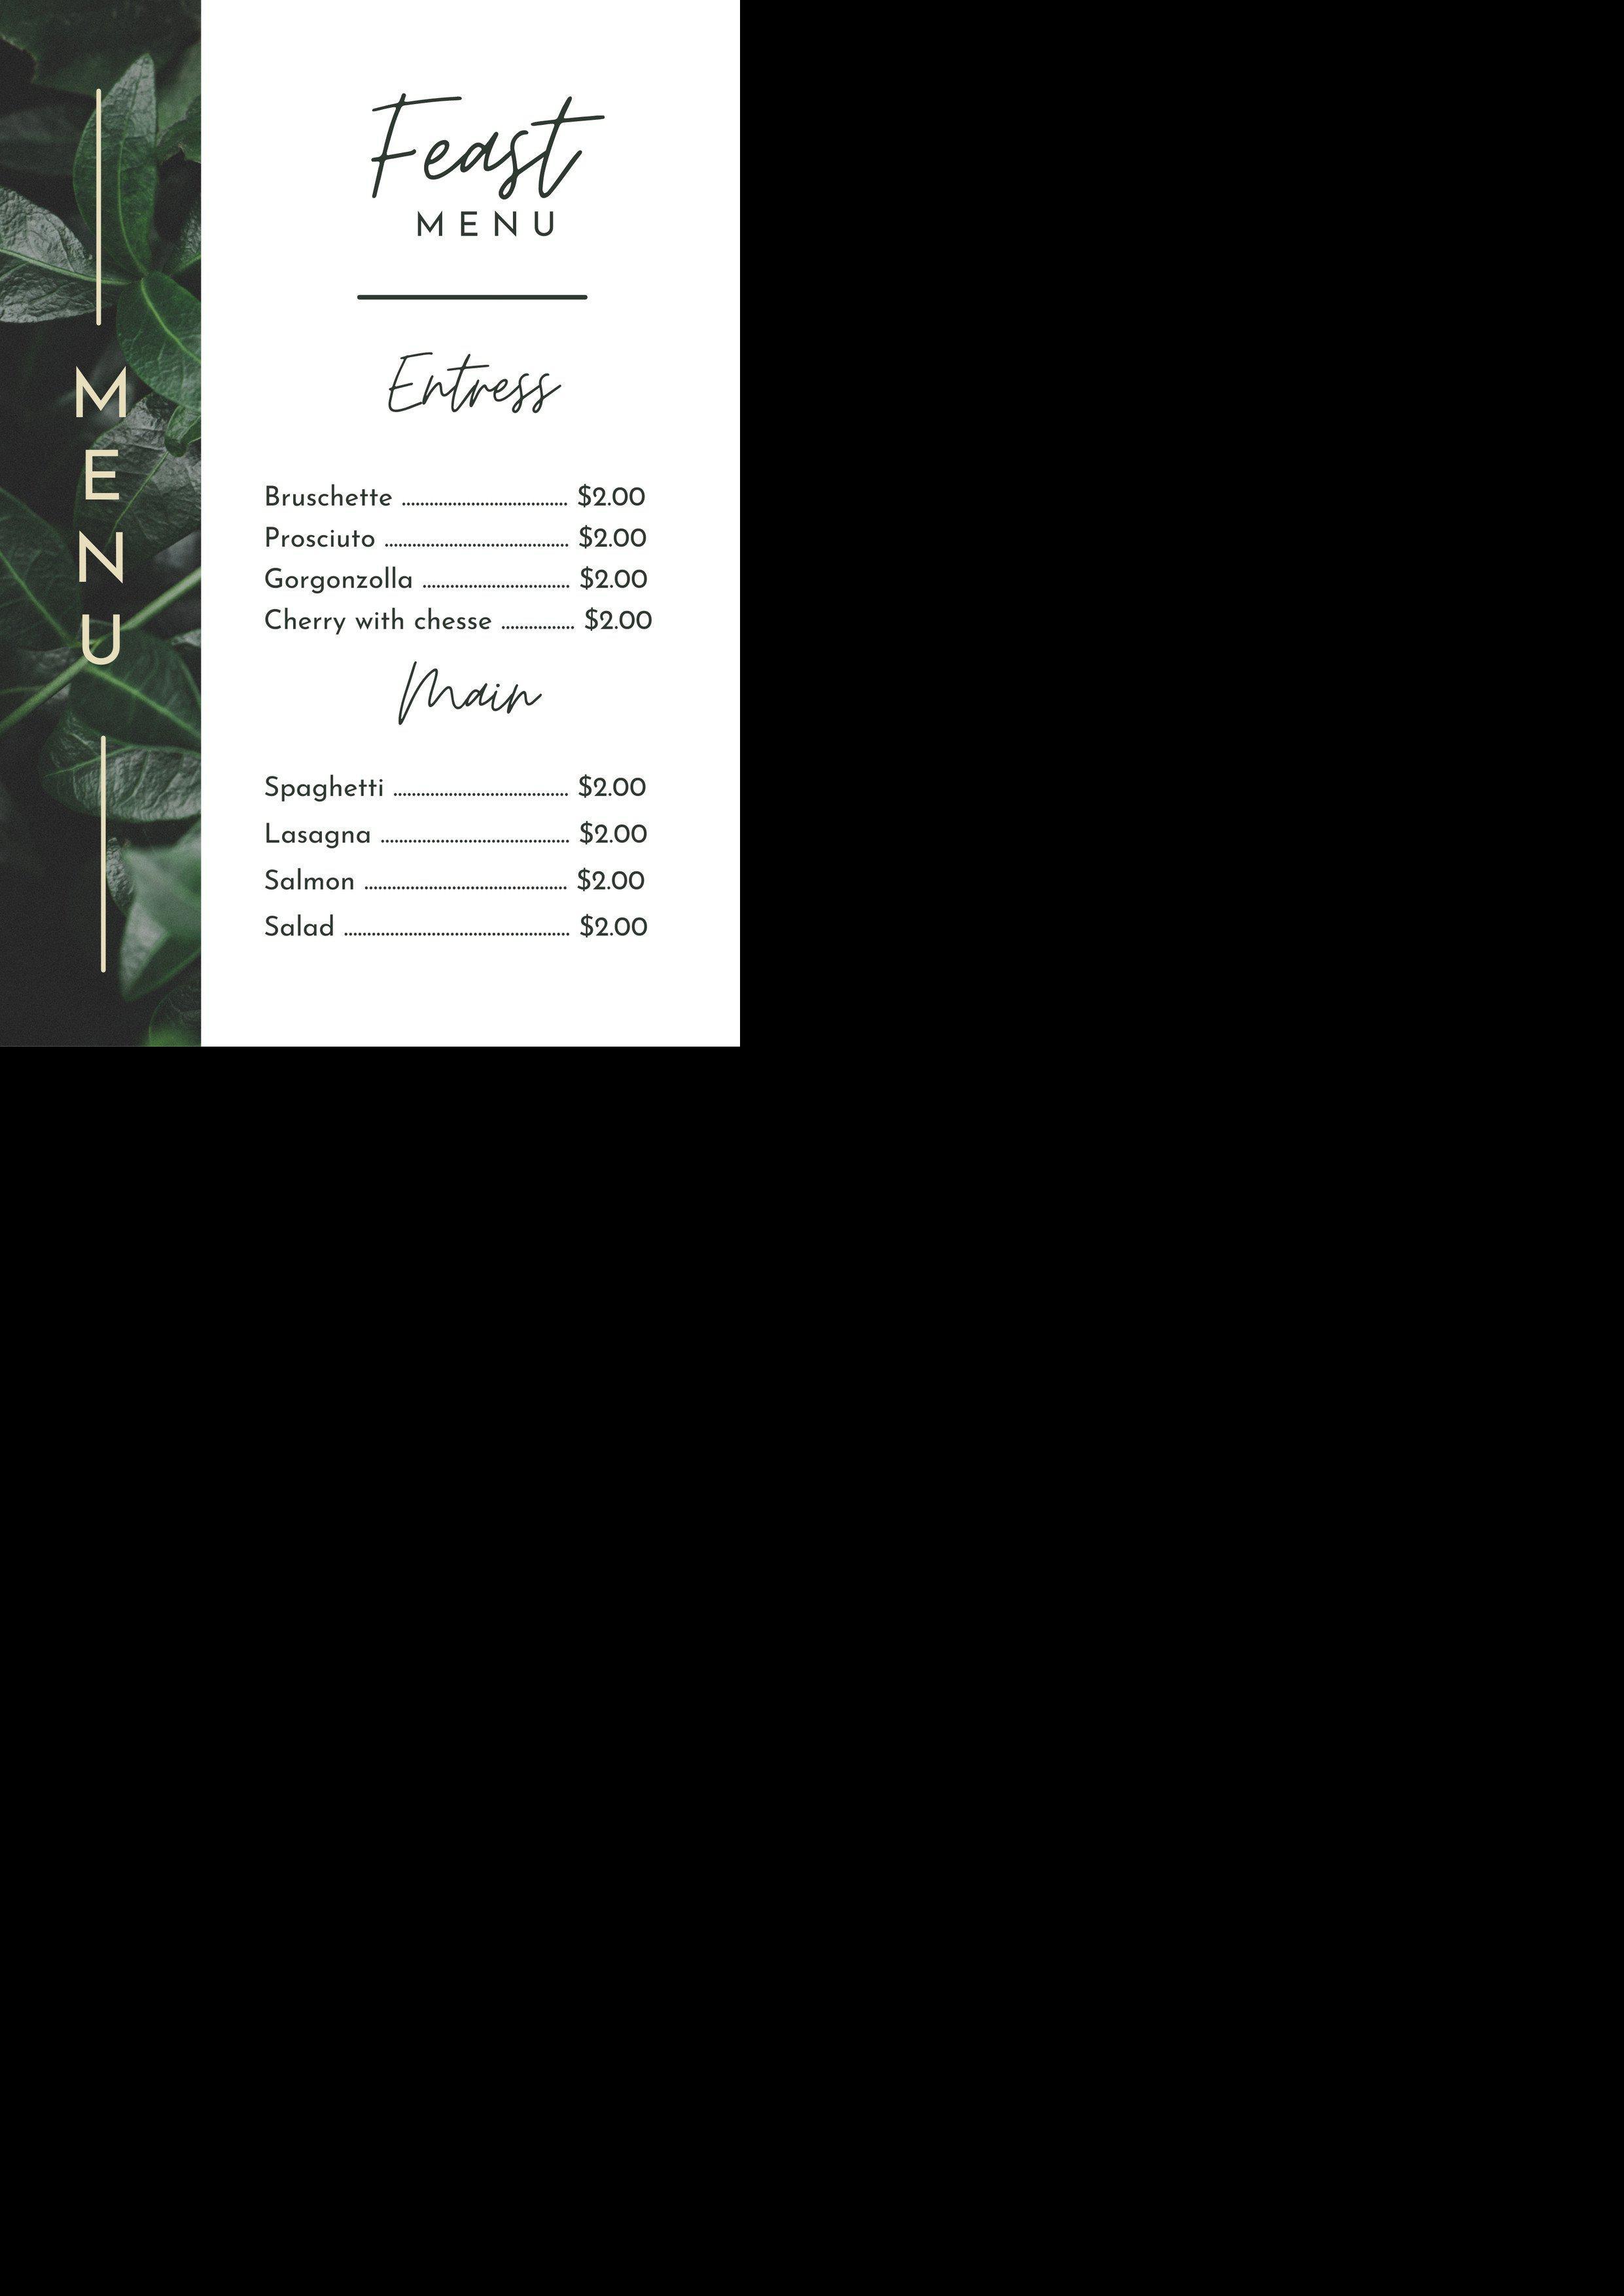 MENU
Feast
MENU
Entress
Bruschette .................................... $2.00
Prosciuto ........................................ $2.00
Gorgonzolla ................................ $2.00
Cherry with chesse ................ $2.00
Main
Spaghetti ...................................... $2.00
Lasagna ......................................... $2.00
Salmon ............................................ $2.00
Salad ................................................. $2.00